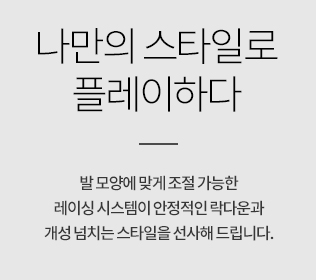 나만의 스타일로
플레이하다
발 모양에 맞게 조절 가능한
레이싱 시스템이 안정적인 락다운과
개성 넘치는 스타일을 선사해 드립니다.